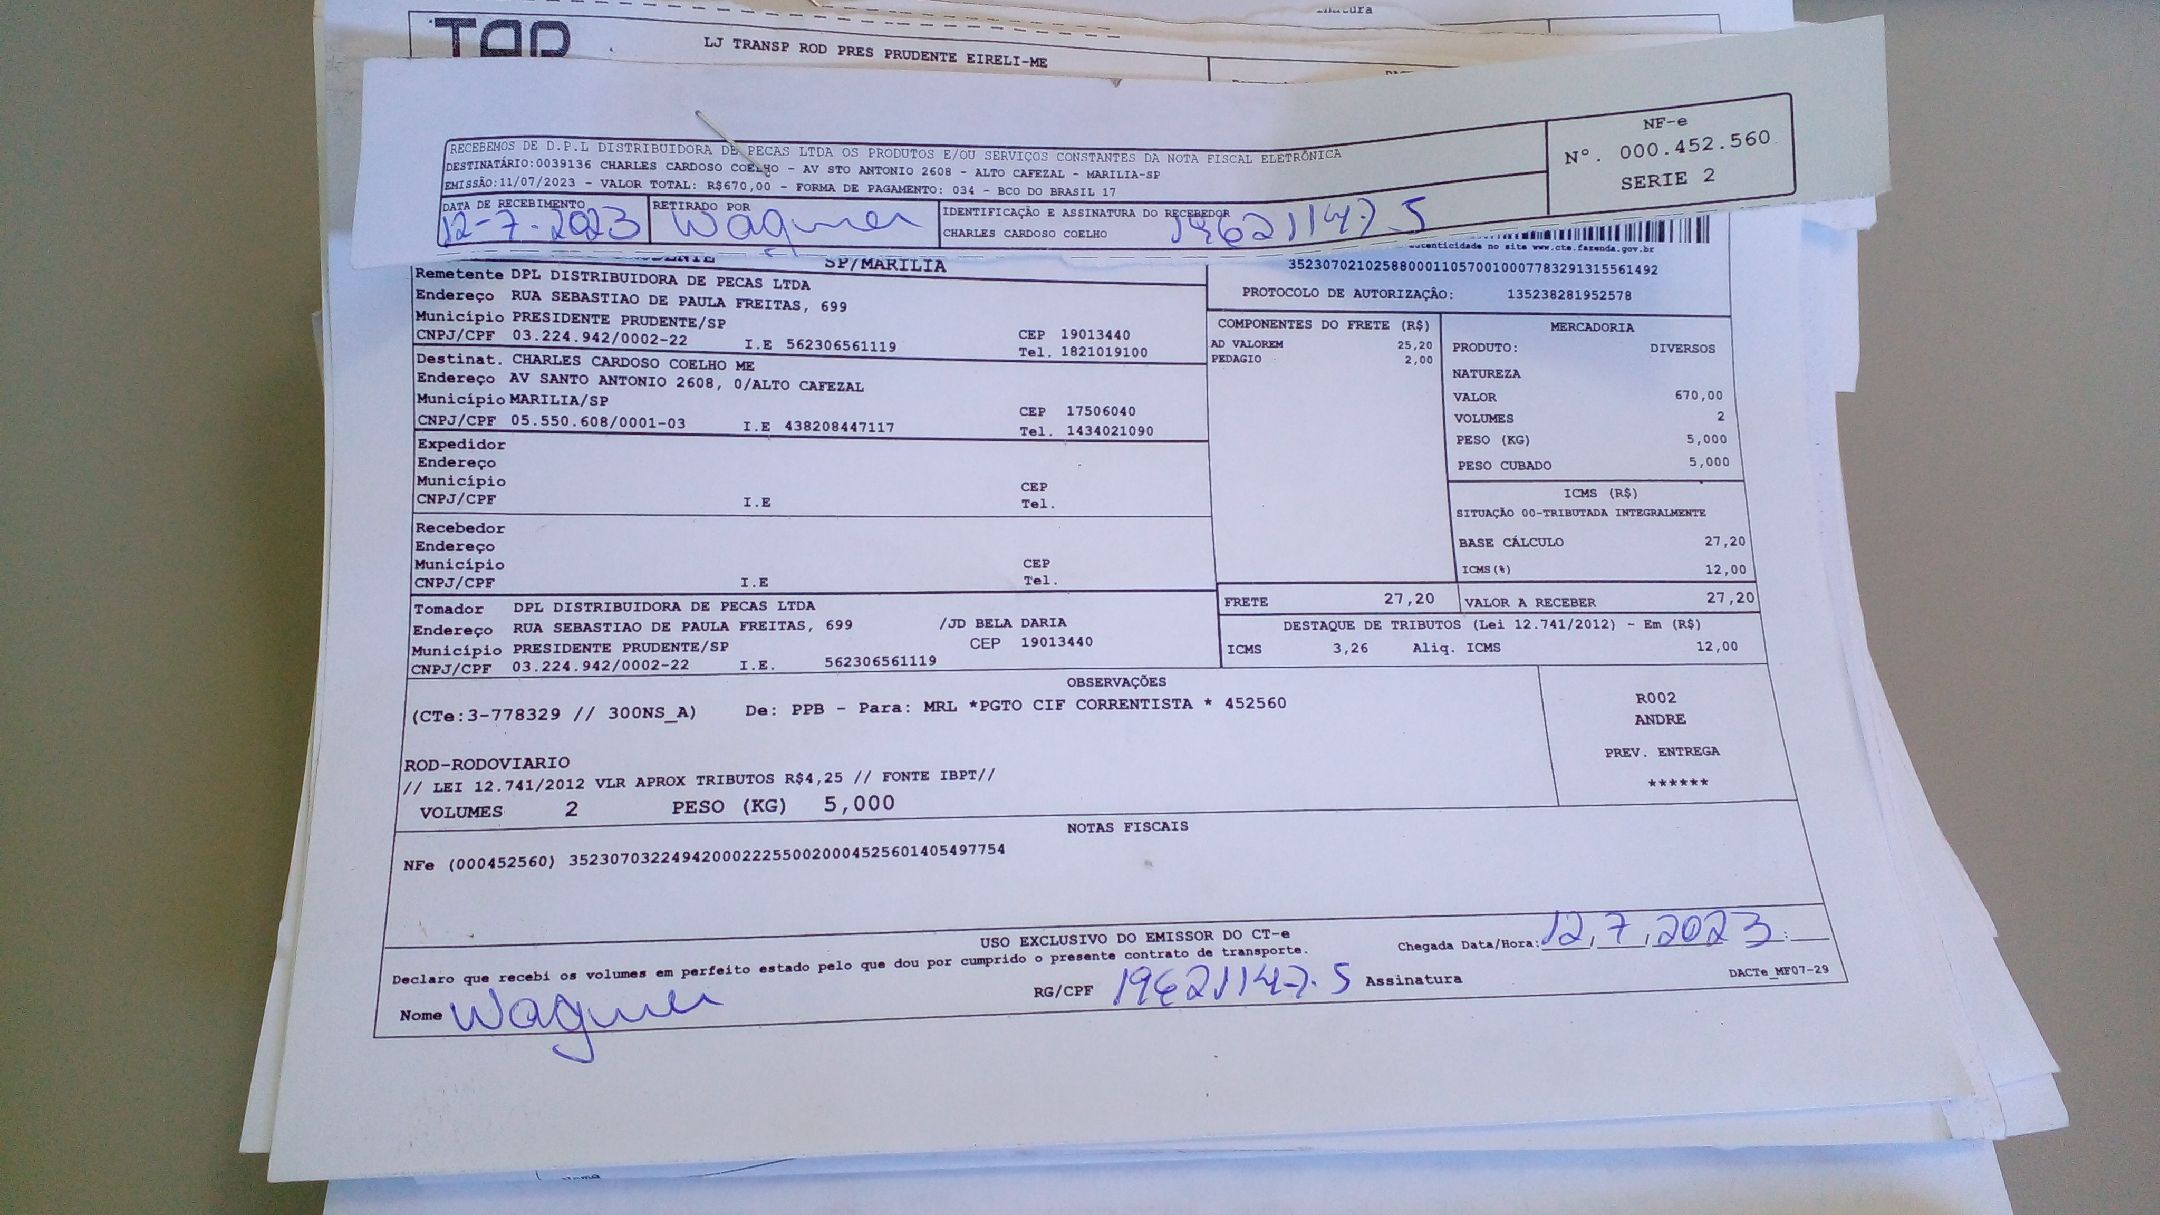 LJ TRANSP ROD PRES PRUDENTE EIRELI-ME
RECEBEMOS DE D.P.L DISTRIBUIDORA DE PECAS LTDA OS PRODUTOS E/OU SERVIÇOS CONSTANTES DA NOTA FISCAL ELETRÔNICA
DESTINATÁRIO:0039136 CHARLES CARDOSO COELHO - AV STO ANTONIO 2608 - ALTO CAFEZAL - MARILIA-SP
EMISSÃO:11/07/2023 - VALOR TOTAL: R$670,00 - FORMA DE PAGAMENTO: 034 - BCO DO BRASIL 17
NF-e
Nº. 000.452.560
SERIE 2
DATA DE RECEBIMENTO
12-7-2023
RETIRADO POR
Wagner
IDENTIFICAÇÃO E ASSINATURA DO RECEBEDOR
CHARLES CARDOSO COELHO
19621147-5
SP/MARILIA
autenticidade no site www.cte.fazenda.gov.br
35230702102588000110570010007783291315561492
PROTOCOLO DE AUTORIZAÇÃO: 135238281952578
Remetente DPL DISTRIBUIDORA DE PECAS LTDA
Endereço RUA SEBASTIAO DE PAULA FREITAS, 699
Município PRESIDENTE PRUDENTE/SP CEP 19013440
CNPJ/CPF 03.224.942/0002-22 I.E 562306561119 Tel. 1821019100
Destinat. CHARLES CARDOSO COELHO ME
Endereço AV SANTO ANTONIO 2608, 0/ALTO CAFEZAL
Município MARILIA/SP CEP 17506040
CNPJ/CPF 05.550.608/0001-03 I.E 438208447117 Tel. 1434021090
Expedidor
Endereço
Município CEP
CNPJ/CPF I.E Tel.
Recebedor
Endereço
Município CEP
CNPJ/CPF I.E Tel.
Tomador DPL DISTRIBUIDORA DE PECAS LTDA
Endereço RUA SEBASTIAO DE PAULA FREITAS, 699 /JD BELA DARIA
Município PRESIDENTE PRUDENTE/SP CEP 19013440
CNPJ/CPF 03.224.942/0002-22 I.E. 562306561119
COMPONENTES DO FRETE (R$)
AD VALOREM 25,20
PEDAGIO 2,00
MERCADORIA
PRODUTO: DIVERSOS
NATUREZA
VALOR 670,00
VOLUMES 2
PESO (KG) 5,000
PESO CUBADO 5,000
ICMS (R$)
SITUAÇÃO 00-TRIBUTADA INTEGRALMENTE
BASE CÁLCULO 27,20
ICMS(%) 12,00
FRETE 27,20 VALOR A RECEBER 27,20
DESTAQUE DE TRIBUTOS (Lei 12.741/2012) - Em (R$)
ICMS 3,26 Aliq. ICMS 12,00
OBSERVAÇÕES
(CTe:3-778329 // 300NS_A) De: PPB - Para: MRL *PGTO CIF CORRENTISTA * 452560
ROD-RODOVIARIO
// LEI 12.741/2012 VLR APROX TRIBUTOS R$4,25 // FONTE IBPT//
VOLUMES 2 PESO (KG) 5,000
R002
ANDRE
PREV. ENTREGA
******
NOTAS FISCAIS
NFe (000452560) 35230703224942000222550020004525601405497754
USO EXCLUSIVO DO EMISSOR DO CT-e
Declaro que recebi os volumes em perfeito estado pelo que dou por cumprido o presente contrato de transporte.
Chegada Data/Hora: 12,7,2023 :
Nome Wagner RG/CPF 19621147-5 Assinatura
DACTe_MF07-29